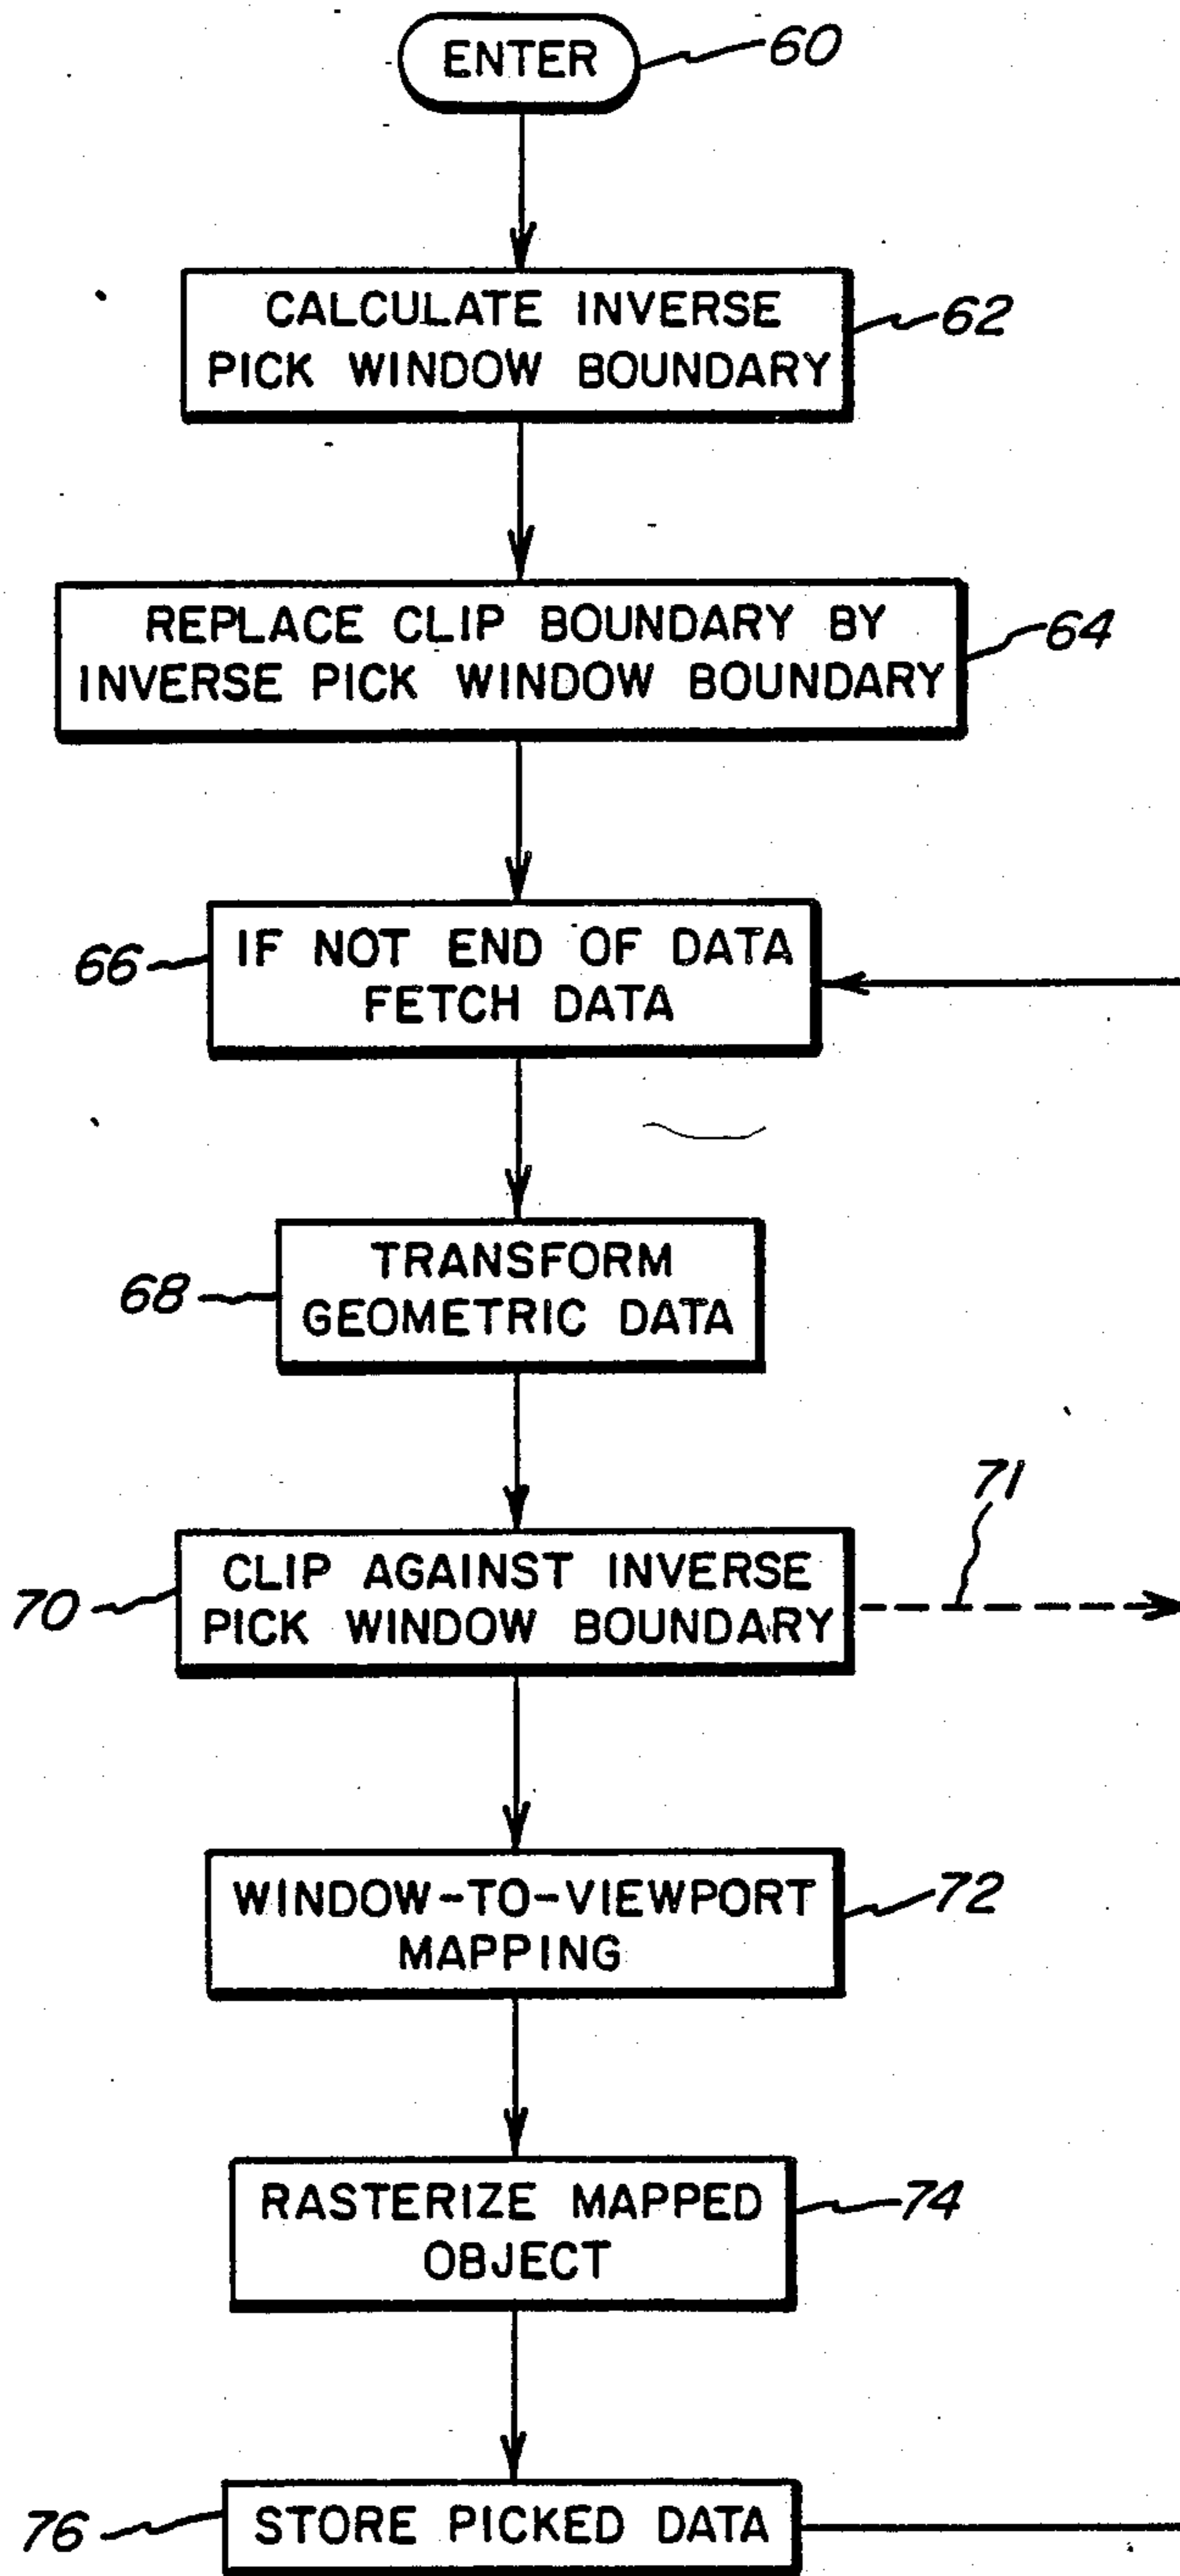 ENTER
60
CALCULATE INVERSE
PICK WINDOW BOUNDARY
62
REPLACE CLIP BOUNDARY BY
INVERSE PICK WINDOW BOUNDARY
64
66
IF NOT END OF DATA
FETCH DATA
68
TRANSFORM
GEOMETRIC DATA
71
70
CLIP AGAINST INVERSE
PICK WINDOW BOUNDARY
WINDOW-TO-VIEWPORT
MAPPING
72
RASTERIZE MAPPED
OBJECT
74
76
STORE PICKED DATA